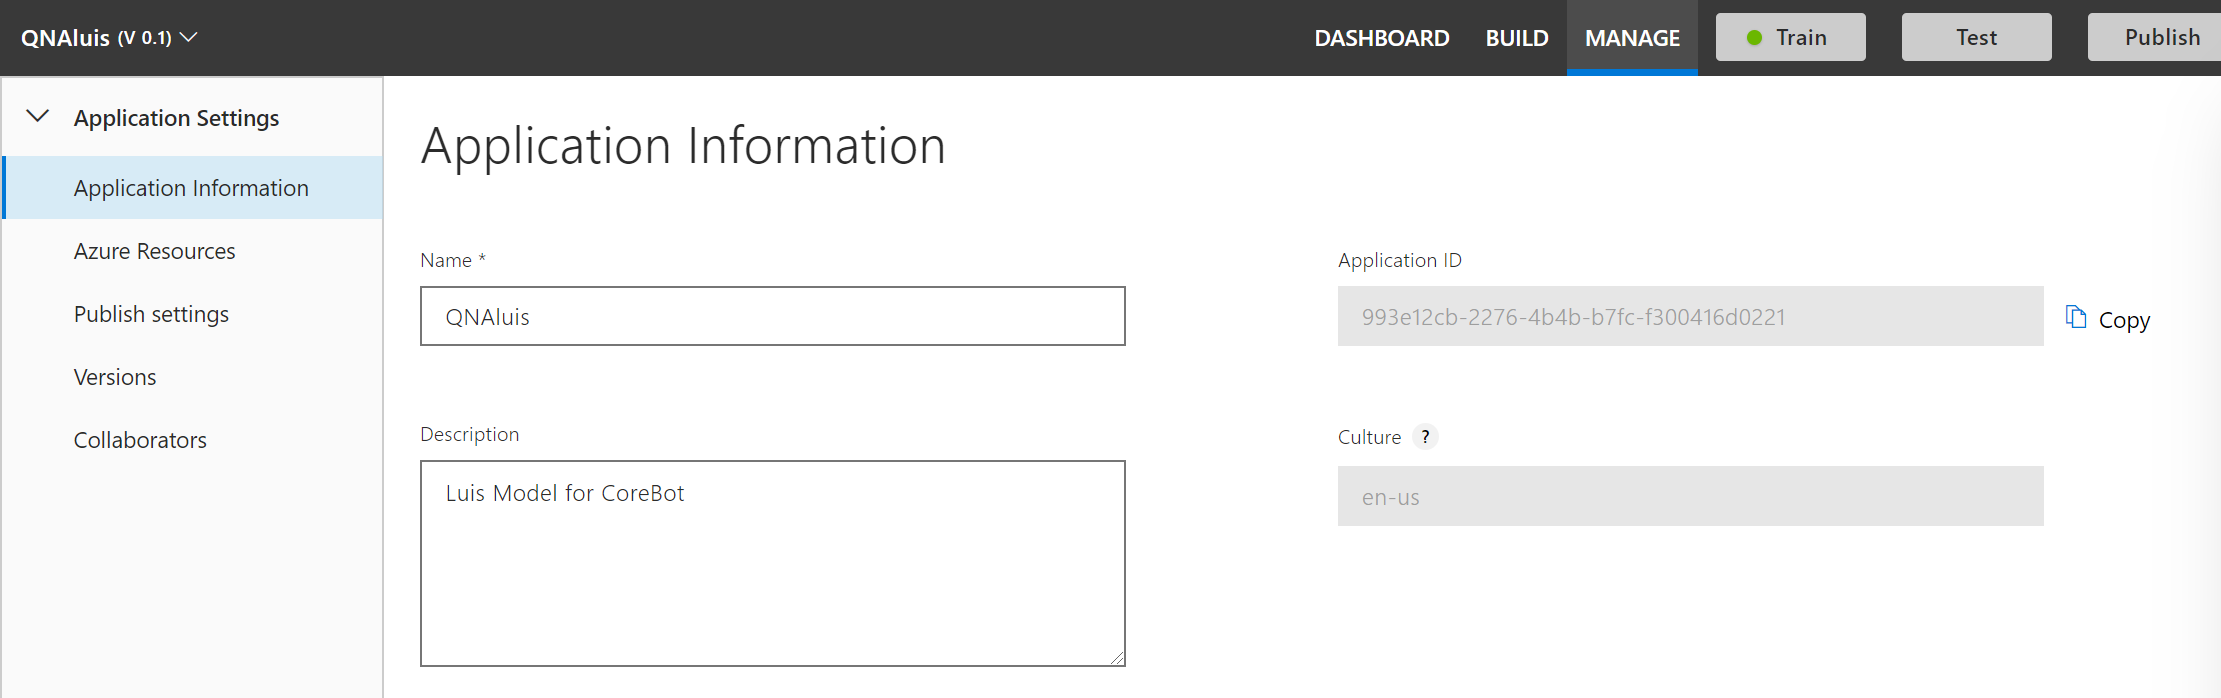 QNAluis (V 0.1) DASHBOARD BUILD MANAGE Train Test Publish
Application Settings
Application Information
Azure Resources
Publish settings
Versions
Collaborators
Application Information
Name *
QNAluis
Application ID
993e12cb-2276-4b4b-b7fc-f300416d0221 Copy
Description
Luis Model for CoreBot
Culture ?
en-us